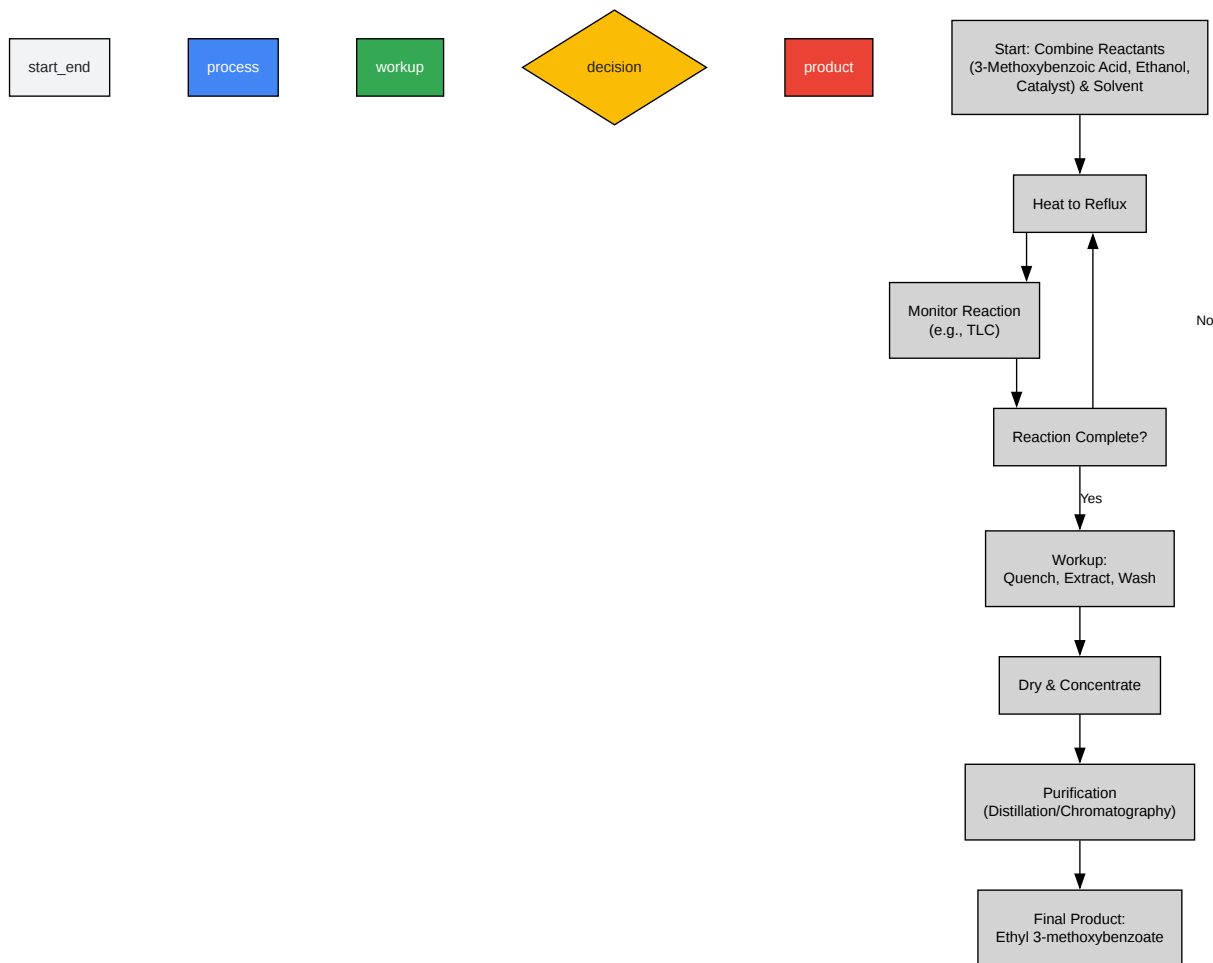 start_end
process
workup
decision
product
Start: Combine Reactants
(3-Methoxybenzoic Acid, Ethanol,
Catalyst) & Solvent
Heat to Reflux
Monitor Reaction
(e.g., TLC)
No
Reaction Complete?
Yes
Workup:
Quench, Extract, Wash
Dry & Concentrate
Purification
(Distillation/Chromatography)
Final Product:
Ethyl 3-methoxybenzoate